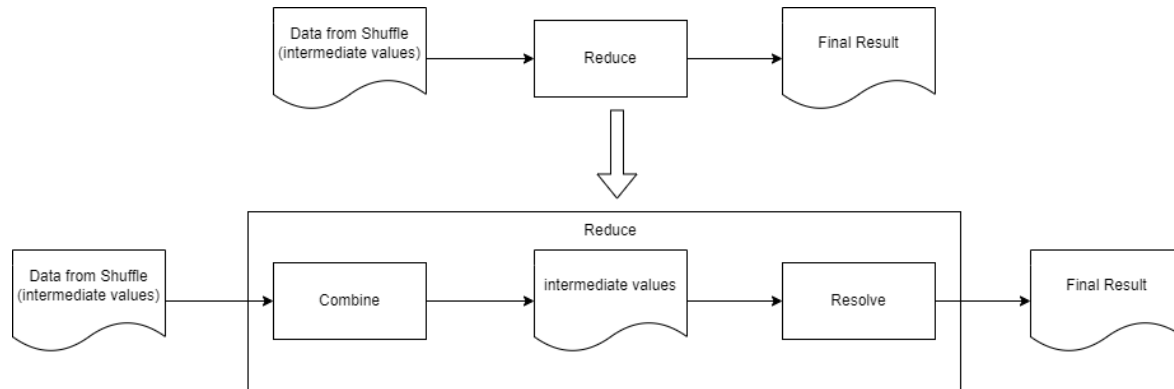 Data from Shuffle
(intermediate values)
Reduce
Final Result
Reduce
Data from Shuffle
(intermediate values)
Combine
intermediate values
Resolve
Final Result